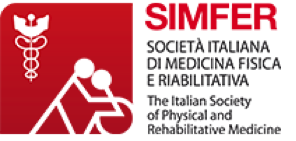 SIMFER
SOCIETÀ ITALIANA
DI MEDICINA FISICA
E RIABILITATIVA
The Italian Society
of Physical and
Rehabilitative Medicine